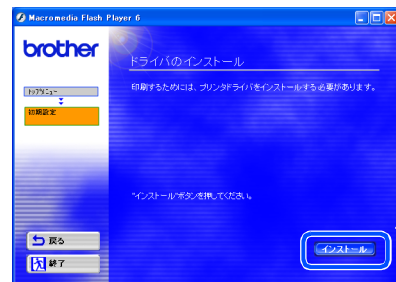 Macromedia Flash Player 6
brother
ドライバのインストール
トップメニュー
印刷するためには、プリンタドライバをインストールする必要があります。
初期設定
"インストール"ボタンを押してください。
戻る
インストール
終了